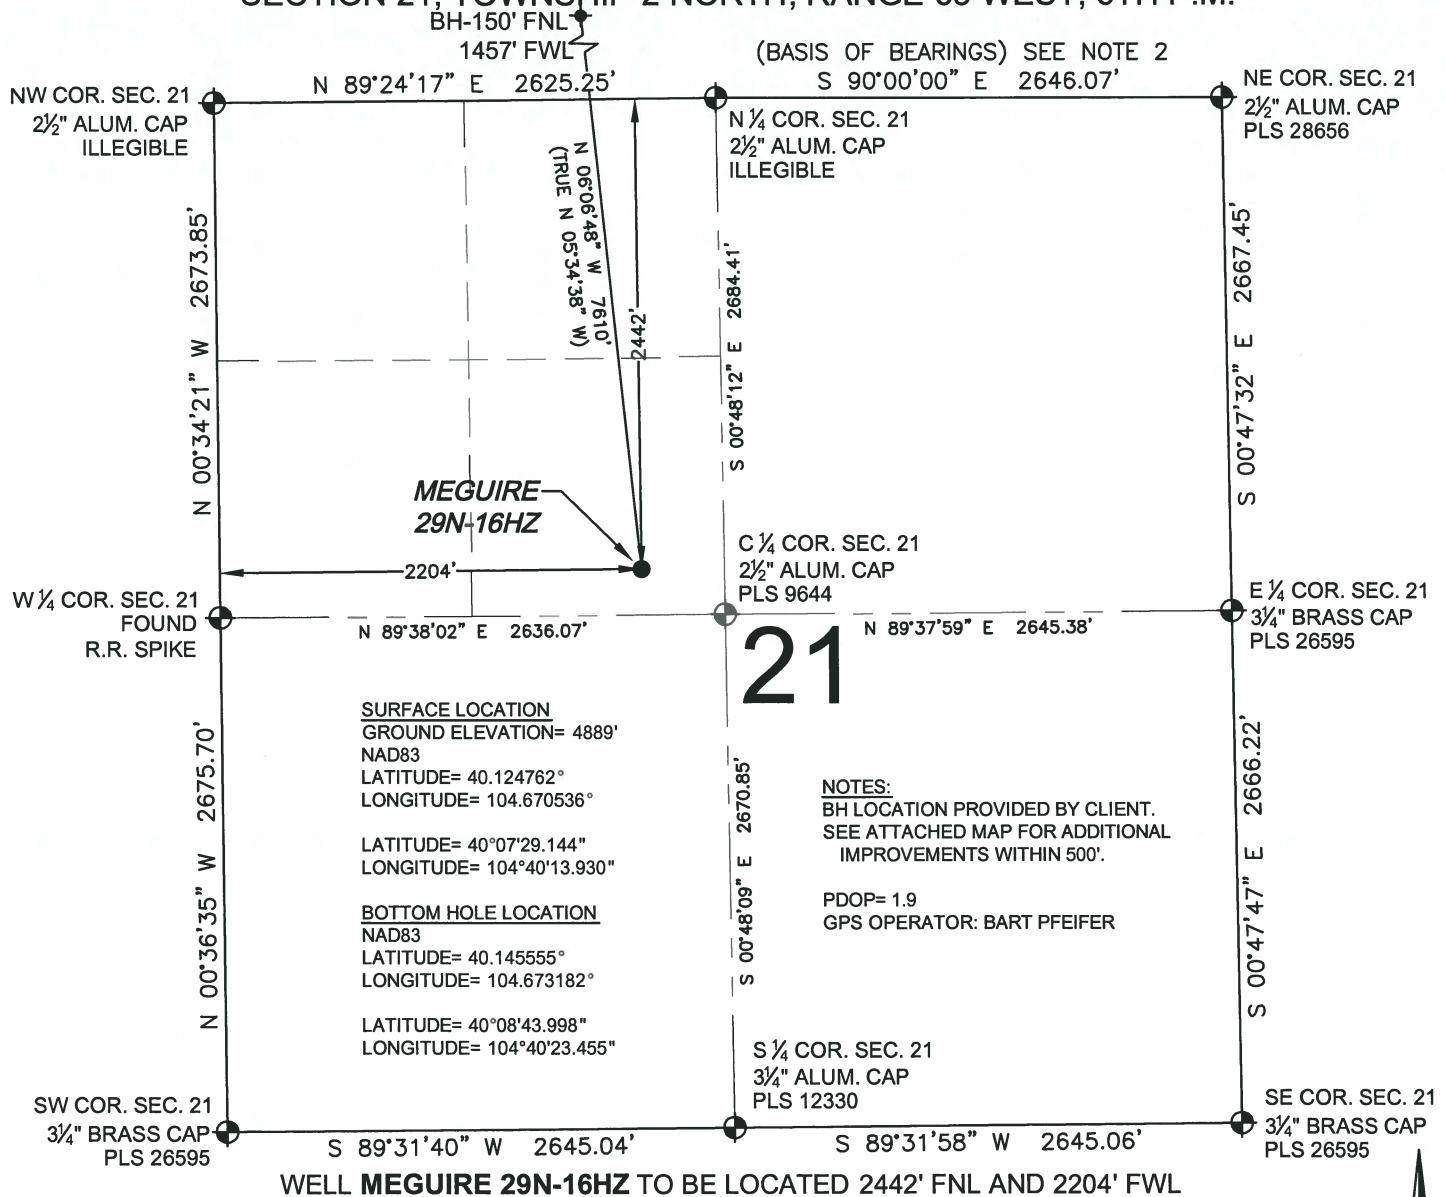 BH-150' FNL
1457' FWL
(BASIS OF BEARINGS) SEE NOTE 2
N 89°24'17" E 2625.25'
S 90°00'00" E 2646.07'
NW COR. SEC. 21
2½" ALUM. CAP
ILLEGIBLE
N ¼ COR. SEC. 21
2½" ALUM. CAP
ILLEGIBLE
NE COR. SEC. 21
2½" ALUM. CAP
PLS 28656
N 00°34'21" W 2673.85'
N 06°06'48" W 7610'
(TRUE N 05°34'38" W)
2442'
S 00°48'12" E 2684.41'
S 00°47'32" E 2667.45'
MEGUIRE
29N-16HZ
2204'
C ¼ COR. SEC. 21
2½" ALUM. CAP
PLS 9644
W ¼ COR. SEC. 21
FOUND
R.R. SPIKE
E ¼ COR. SEC. 21
3¼" BRASS CAP
PLS 26595
N 89°38'02" E 2636.07'
N 89°37'59" E 2645.38'
21
N 00°36'35" W 2675.70'
SURFACE LOCATION
GROUND ELEVATION= 4889'
NAD83
LATITUDE= 40.124762°
LONGITUDE= 104.670536°
LATITUDE= 40°07'29.144"
LONGITUDE= 104°40'13.930"
BOTTOM HOLE LOCATION
NAD83
LATITUDE= 40.145555°
LONGITUDE= 104.673182°
LATITUDE= 40°08'43.998"
LONGITUDE= 104°40'23.455"
S 00°48'09" E 2670.85'
NOTES:
BH LOCATION PROVIDED BY CLIENT.
SEE ATTACHED MAP FOR ADDITIONAL
IMPROVEMENTS WITHIN 500'.
PDOP= 1.9
GPS OPERATOR: BART PFEIFER
S 00°47'47" E 2666.22'
S ¼ COR. SEC. 21
3¼" ALUM. CAP
PLS 12330
SW COR. SEC. 21
3¼" BRASS CAP
PLS 26595
SE COR. SEC. 21
3¼" BRASS CAP
PLS 26595
S 89°31'40" W 2645.04'
S 89°31'58" W 2645.06'
WELL MEGUIRE 29N-16HZ TO BE LOCATED 2442' FNL AND 2204' FWL